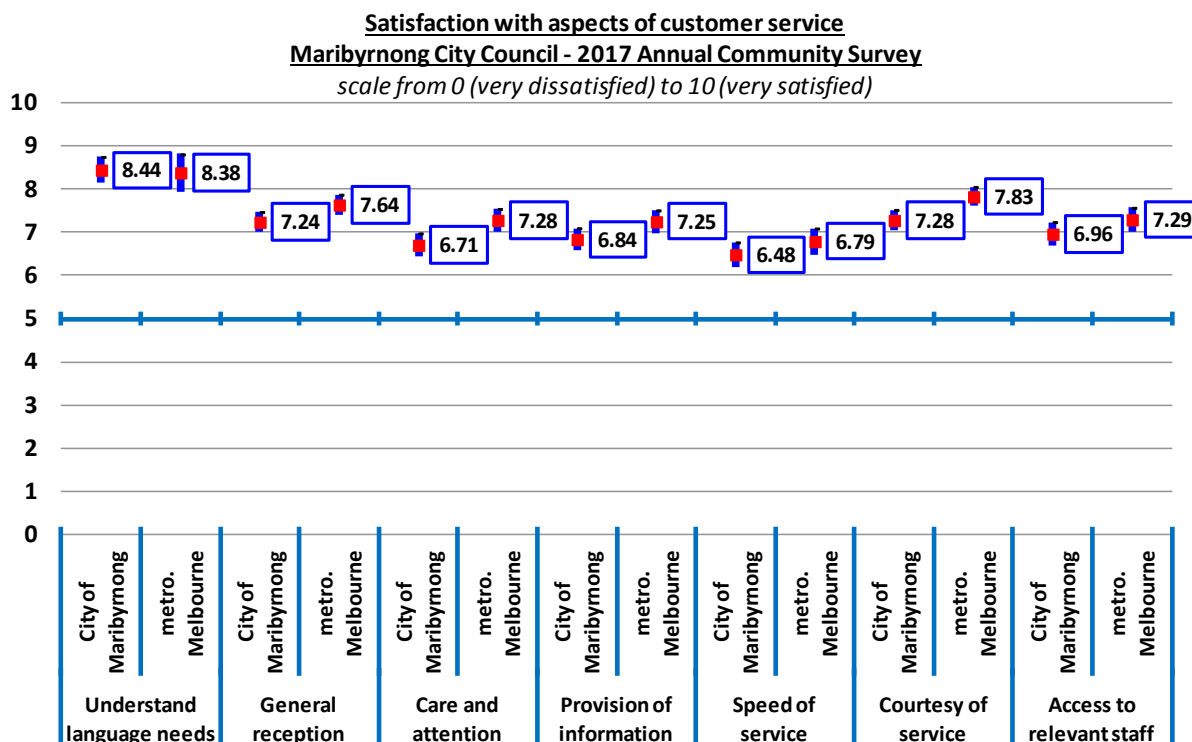 Satisfaction with aspects of customer service
Maribyrnong City Council - 2017 Annual Community Survey
scale from 0 (very dissatisfied) to 10 (very satisfied)
10
9
8
7
6
5
4
3
2
1
0
8.44
8.38
7.24
7.64
6.71
7.28
6.84
7.25
6.48
6.79
7.28
7.83
6.96
7.29
City of
Maribyrnong
metro.
Melbourne
City of
Maribyrnong
metro.
Melbourne
City of
Maribyrnong
metro.
Melbourne
City of
Maribyrnong
metro.
Melbourne
City of
Maribyrnong
metro.
Melbourne
City of
Maribyrnong
metro.
Melbourne
City of
Maribyrnong
metro.
Melbourne
Understand
language needs
General
reception
Care and
attention
Provision of
information
Speed of
service
Courtesy of
service
Access to
relevant staff